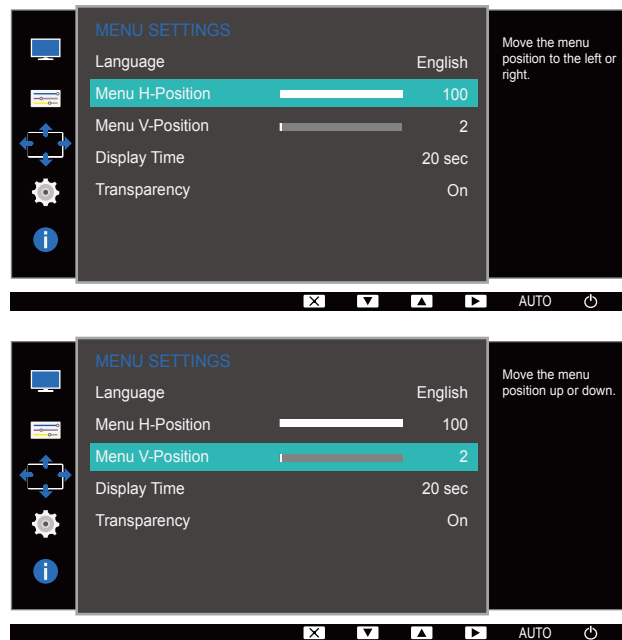 MENU SETTINGS
Language English
Menu H-Position 100
Menu V-Position 2
Display Time 20 sec
Transparency On
Move the menu
position to the left or
right.
AUTO
MENU SETTINGS
Language English
Menu H-Position 100
Menu V-Position 2
Display Time 20 sec
Transparency On
Move the menu
position up or down.
AUTO